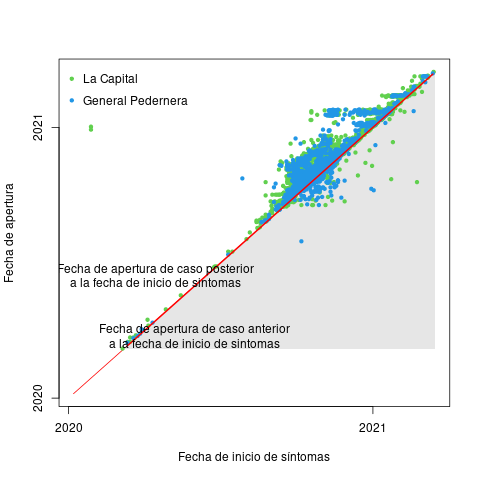 La Capital
General Pedernera
2021
2020
Fecha de apertura
Fecha de apertura de caso posterior
a la fecha de inicio de síntomas
Fecha de apertura de caso anterior
a la fecha de inicio de síntomas
2020
2021
Fecha de inicio de síntomas